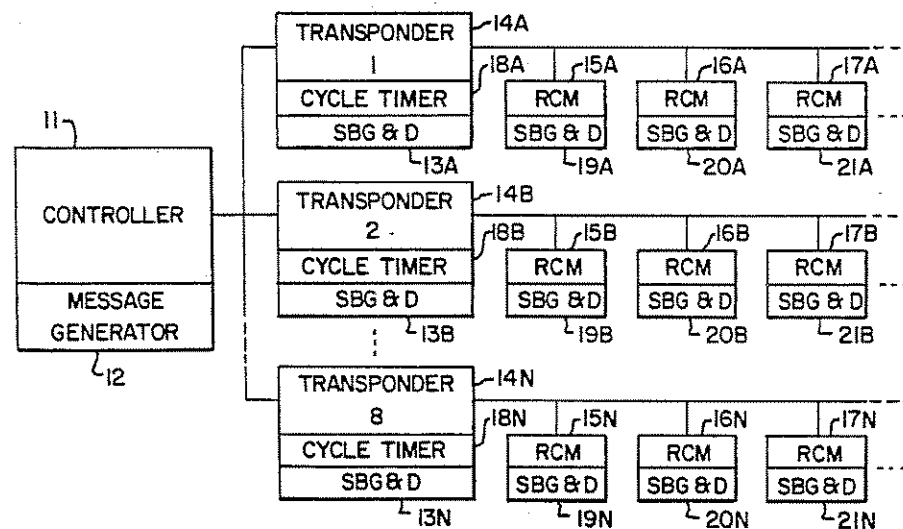 14A
TRANSPONDER
1
18A
15A
16A
17A
CYCLE TIMER
RCM
RCM
RCM
11
SBG & D
SBG & D
SBG & D
SBG & D
13A
19A
20A
21A
CONTROLLER
14B
TRANSPONDER
2
18B
15B
16B
17B
CYCLE TIMER
RCM
RCM
RCM
MESSAGE
GENERATOR
SBG & D
SBG & D
SBG & D
SBG & D
12
13B
19B
20B
21B
14N
TRANSPONDER
8
18N
15N
16N
17N
CYCLE TIMER
RCM
RCM
RCM
SBG & D
SBG & D
SBG & D
SBG & D
13N
19N
20N
21N